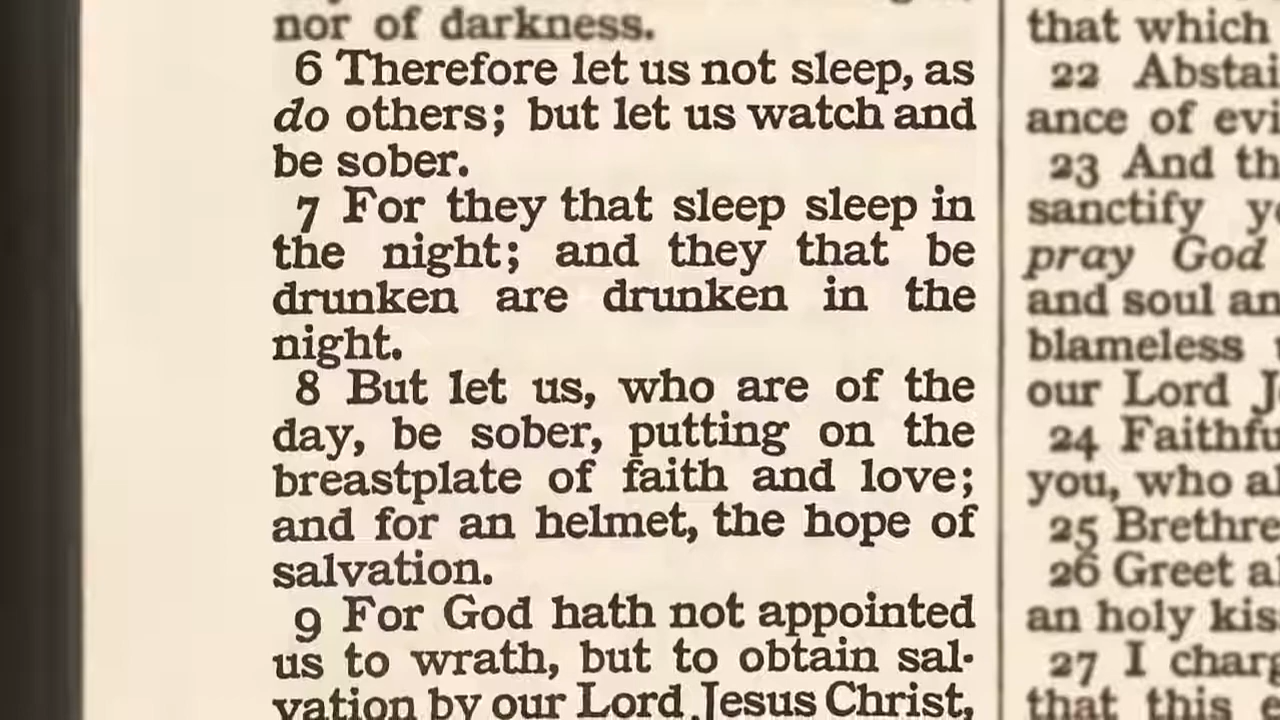 nor of darkness.
6 Therefore let us not sleep, as
do others; but let us watch and
be sober.
7 For they that sleep sleep in
the night; and they that be
drunken are drunken in the
night.
8 But let us, who are of the
day, be sober, putting on the
breastplate of faith and love;
and for an helmet, the hope of
salvation.
9 For God hath not appointed
us to wrath, but to obtain sal-
vation by our Lord Jesus Christ,
that which
22 Abstai
ance of evi
23 And th
sanctify y
pray God
and soul an
blameless
our Lord J
24 Faithfu
you, who al
25 Brethre
26 Greet al
an holy kis
27 I charg
that this e